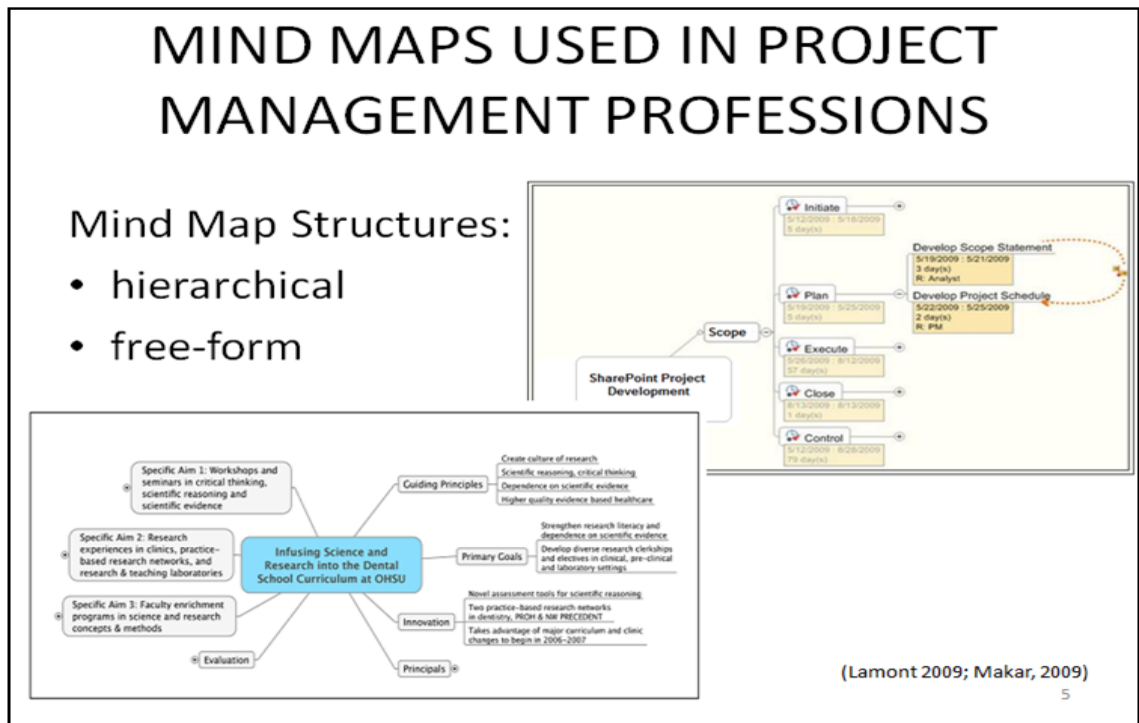 MIND MAPS USED IN PROJECT
MANAGEMENT PROFESSIONS
Mind Map Structures:
• hierarchical
• free-form
Initiate
5/12/2009 : 5/18/2009
5 day(s)
Develop Scope Statement
5/19/2009 : 5/21/2009
3 day(s)
R: Analyst
Plan
5/19/2009 : 5/25/2009
5 day(s)
Develop Project Schedule
5/22/2009 : 5/25/2009
2 day(s)
R: PM
Scope
Execute
5/26/2009 : 8/12/2009
57 day(s)
SharePoint Project
Development
Close
8/13/2009 : 8/13/2009
1 day(s)
Control
5/12/2009 : 8/28/2009
79 day(s)
Specific Aim 1: Workshops and
seminars in critical thinking,
scientific reasoning and
scientific evidence
Specific Aim 2: Research
experiences in clinics, practice-
based research networks, and
research & teaching laboratories
Specific Aim 3: Faculty enrichment
programs in science and research
concepts & methods
Evaluation
Infusing Science and
Research into the Dental
School Curriculum at OHSU
Guiding Principles
Create culture of research
Scientific reasoning, critical thinking
Dependence on scientific evidence
Higher quality evidence based healthcare
Primary Goals
Strengthen research literacy and
dependence on scientific evidence
Develop diverse research clerkships
and electives in clinical, pre-clinical
and laboratory settings
Innovation
Novel assessment tools for scientific reasoning
Two practice-based research networks
in dentistry, PROH & NW PRECEDENT
Takes advantage of major curriculum and clinic
changes to begin in 2006-2007
Principals
(Lamont 2009; Makar, 2009)
5